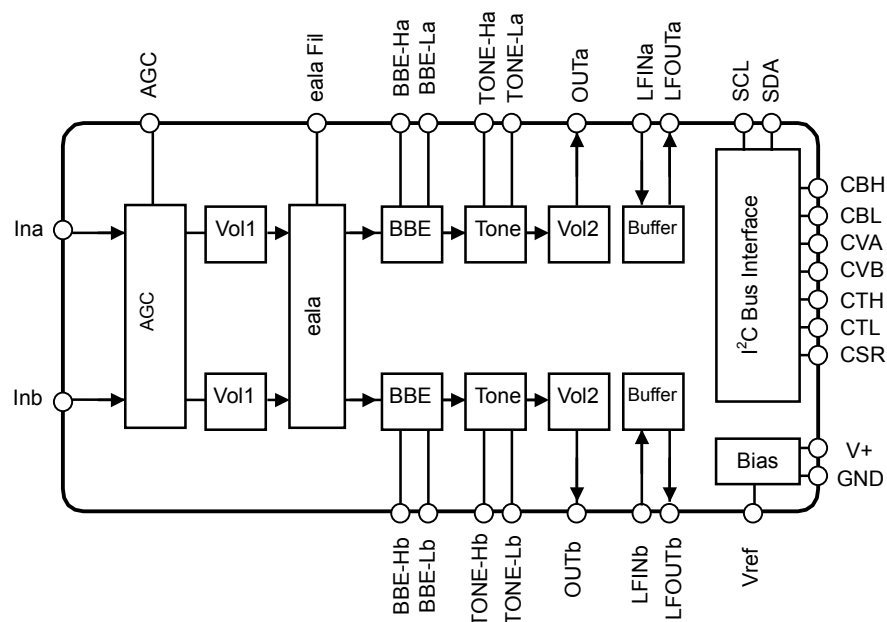 AGC
eala Fil
BBE-Ha
BBE-La
TONE-Ha
TONE-La
OUTa
LFINa
LFOUTa
SCL
SDA
Ina
AGC
Vol1
eala
BBE
Tone
Vol2
Buffer
I²C Bus Interface
CBH
CBL
CVA
CVB
CTH
CTL
CSR
Inb
Vol1
BBE
Tone
Vol2
Buffer
Bias
V+
GND
BBE-Hb
BBE-Lb
TONE-Hb
TONE-Lb
OUTb
LFINb
LFOUTb
Vref